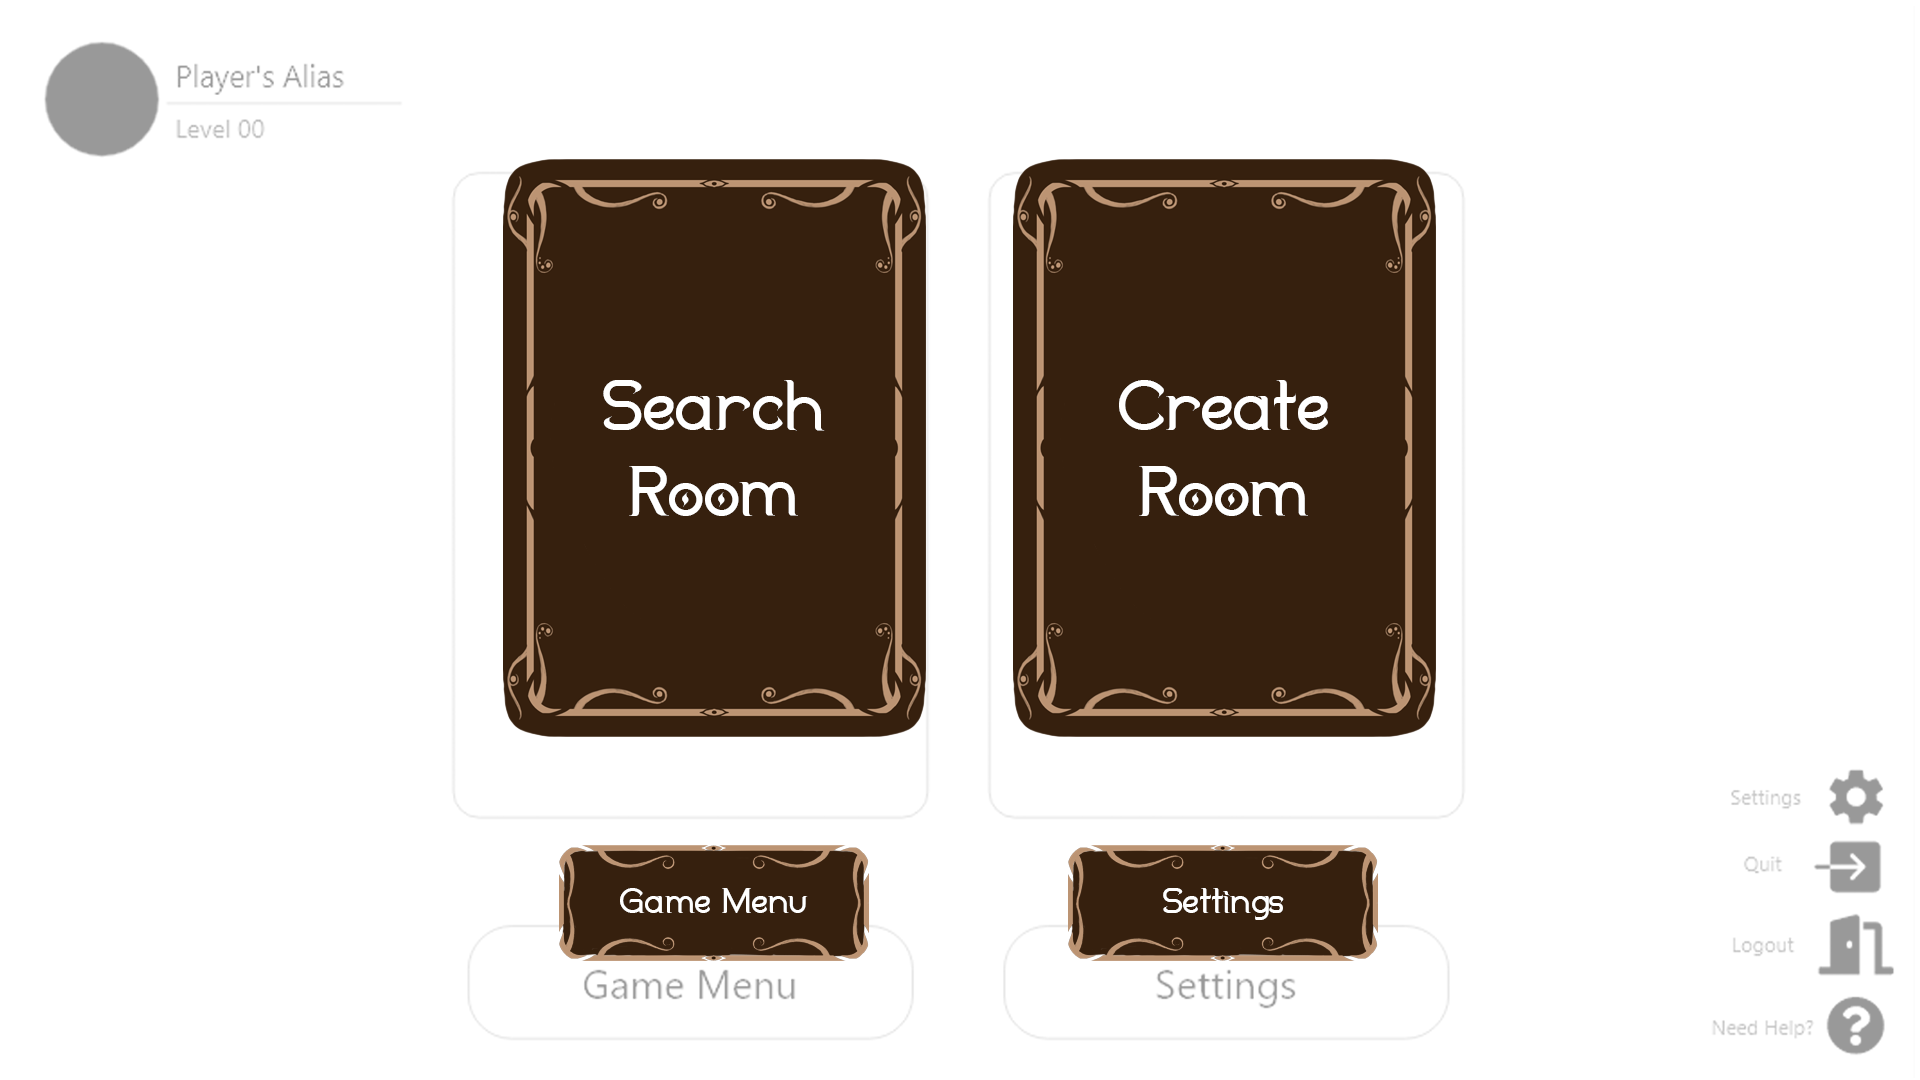 Player's Alias
Level 00
Search
Room
Create
Room
Game Menu
Settings
Game Menu
Settings
Settings
Quit
Logout
Need Help?